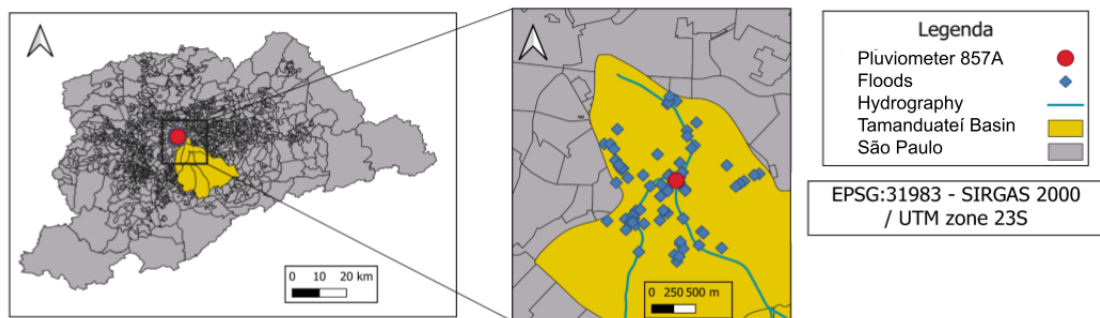 0 10 20 km
0 250 500 m
Legenda
Pluviometer 857A
Floods
Hydrography
Tamanduateí Basin
São Paulo
EPSG:31983 - SIRGAS 2000
/ UTM zone 23S